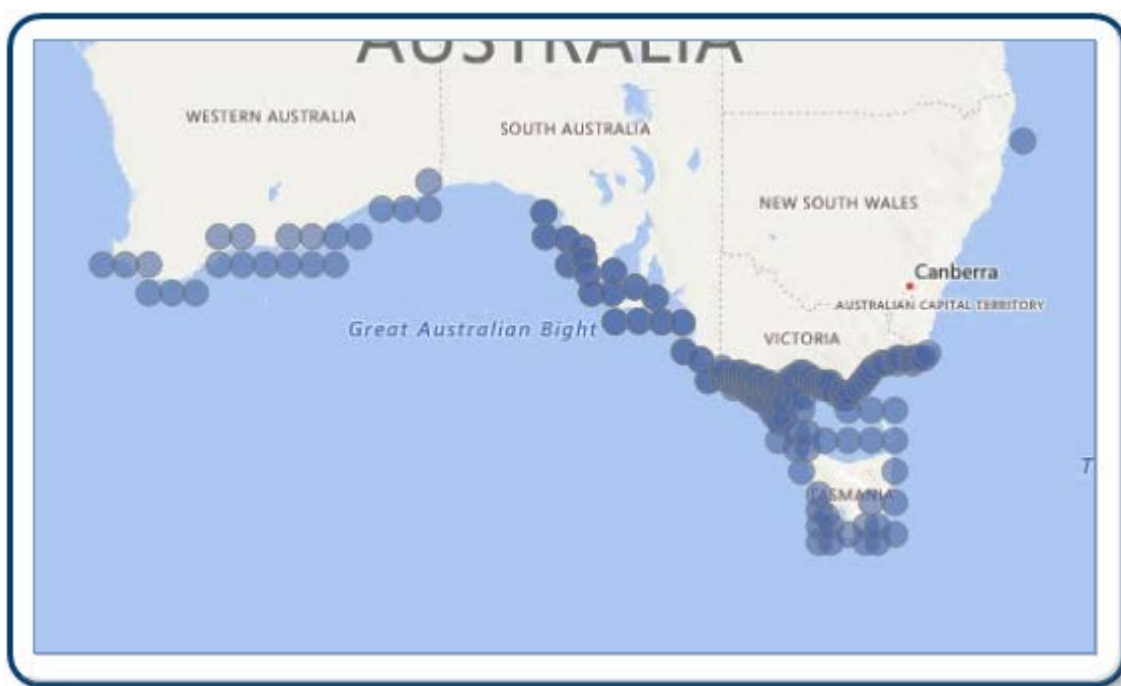 AUSTRALIA
WESTERN AUSTRALIA
SOUTH AUSTRALIA
NEW SOUTH WALES
Canberra
AUSTRALIAN CAPITAL TERRITORY
Great Australian Bight
VICTORIA
T
TASMANIA